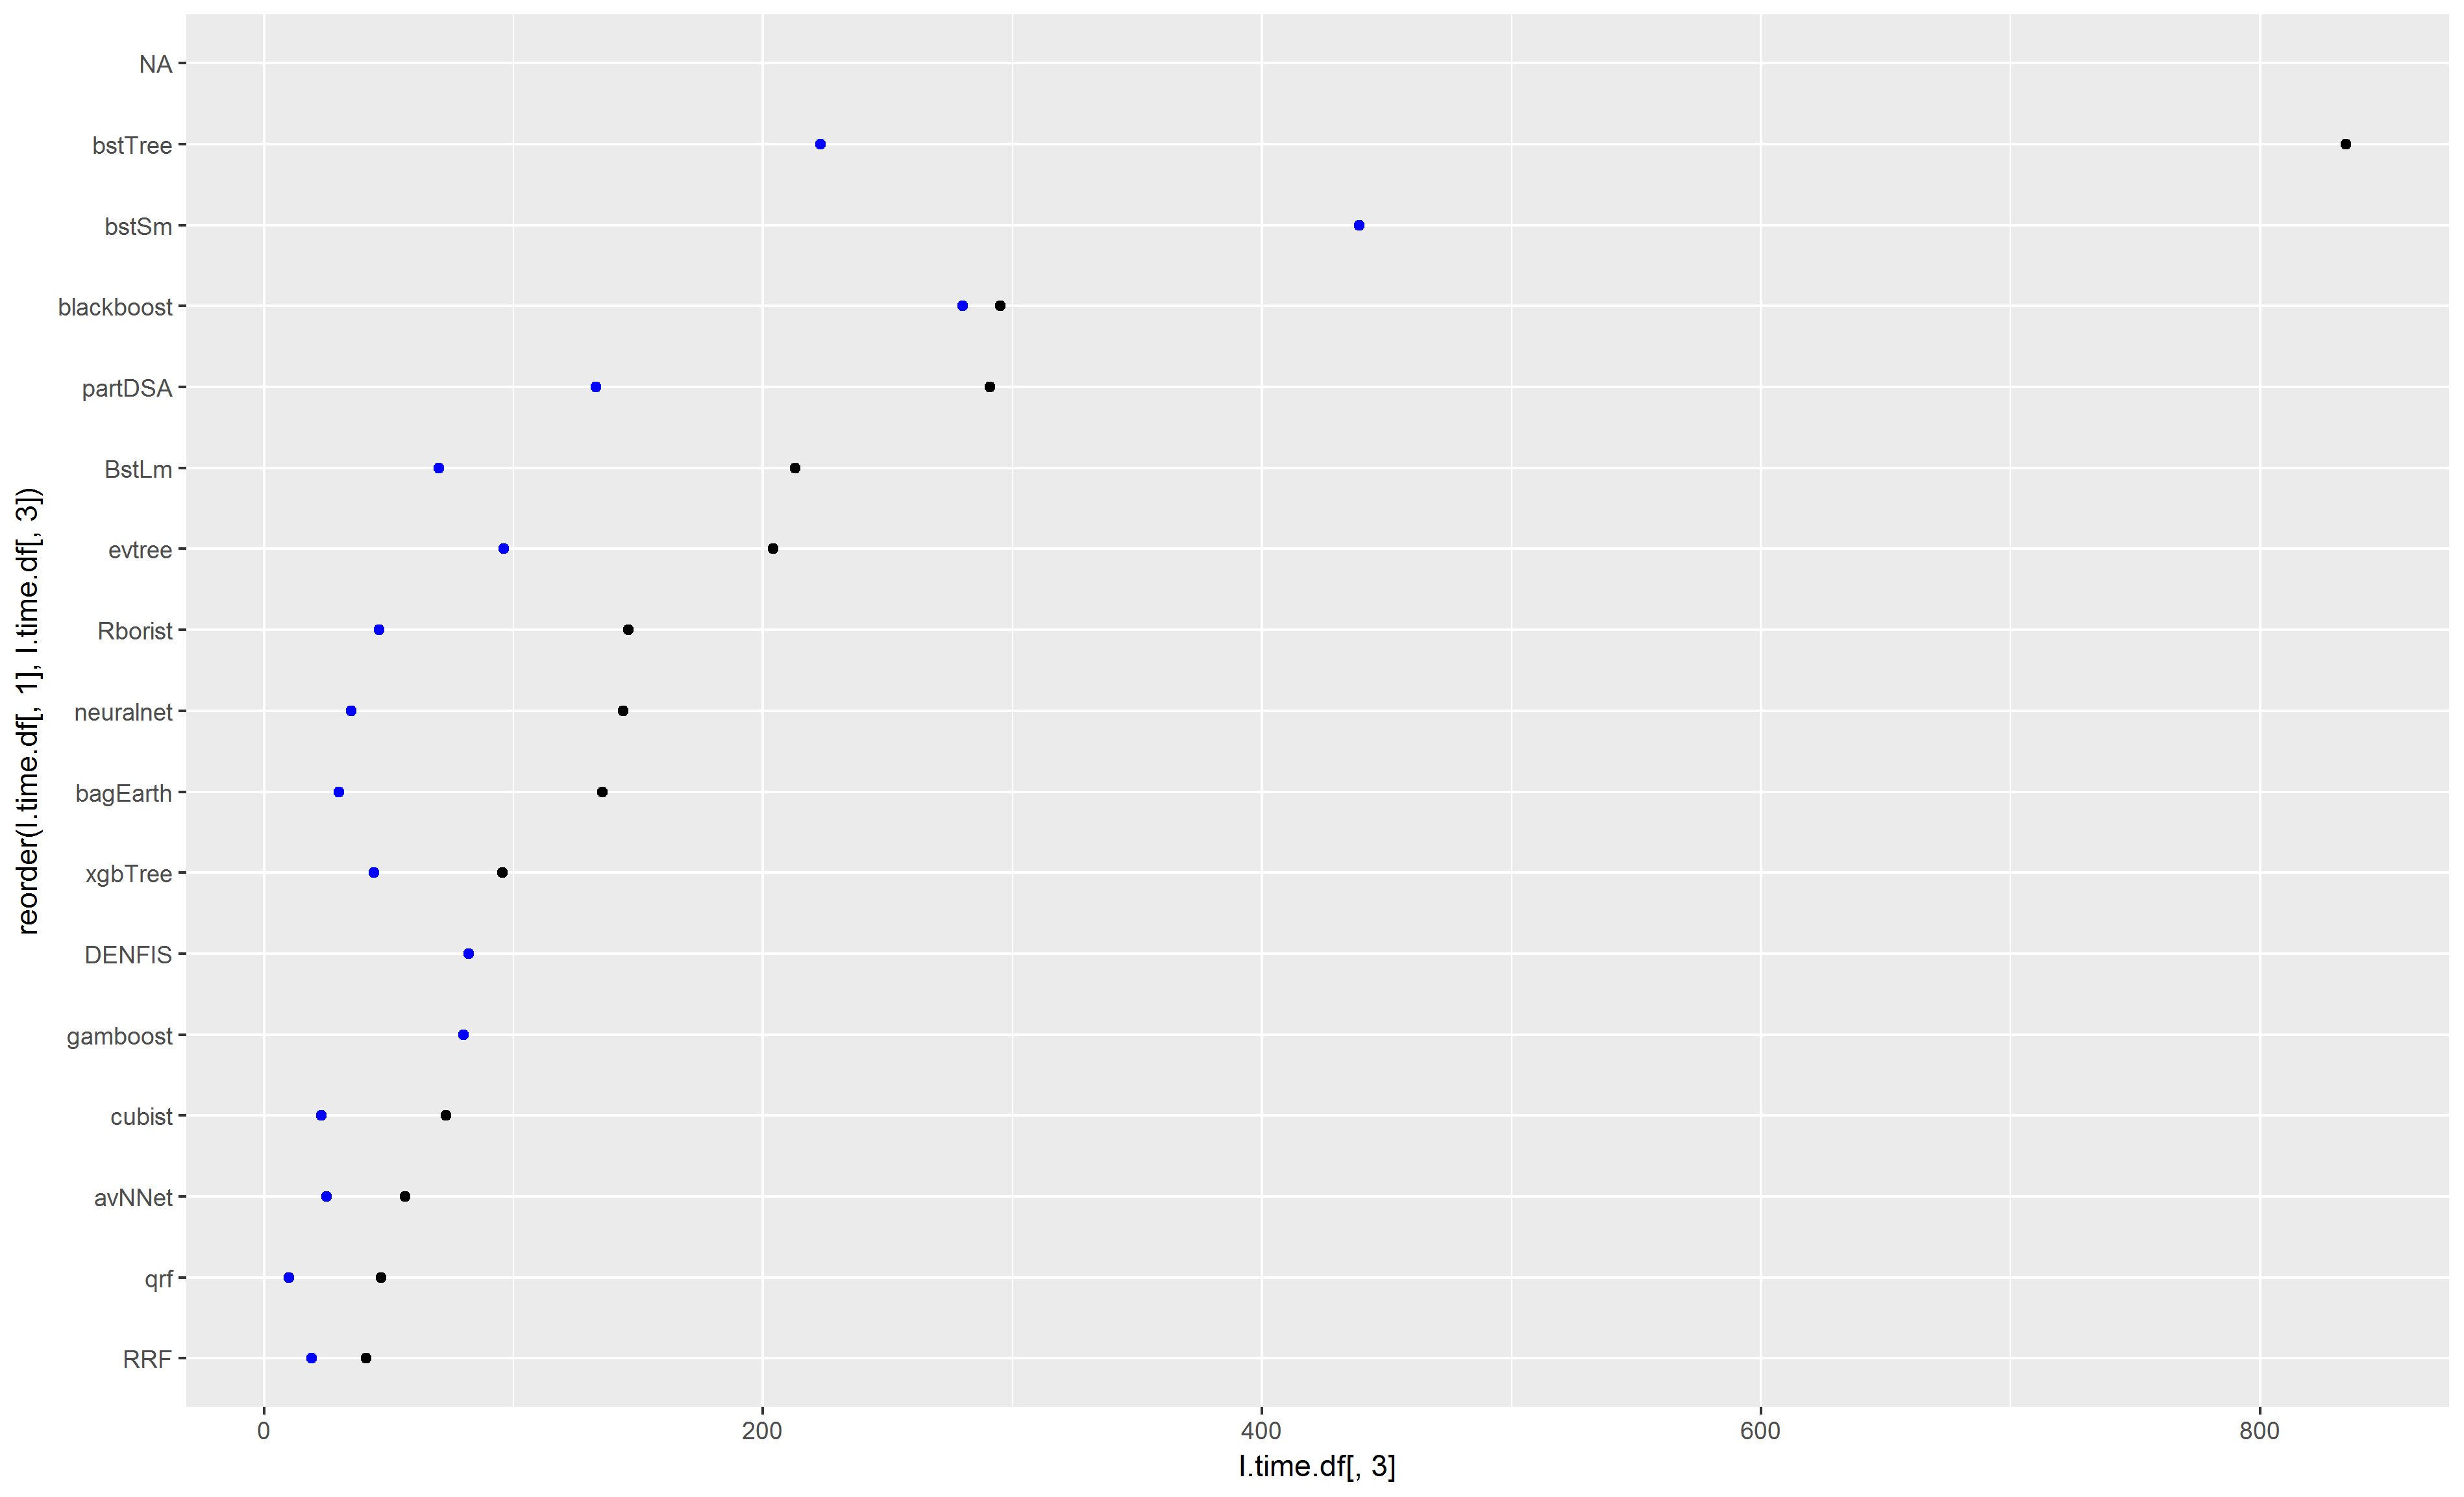 NA
bstTree
bstSm
blackboost
partDSA
BstLm
evtree
Rborist
neuralnet
bagEarth
xgbTree
DENFIS
gamboost
cubist
avNNet
qrf
RRF
reorder(l.time.df[, 1], l.time.df[, 3])
0 200 400 600 800
l.time.df[, 3]